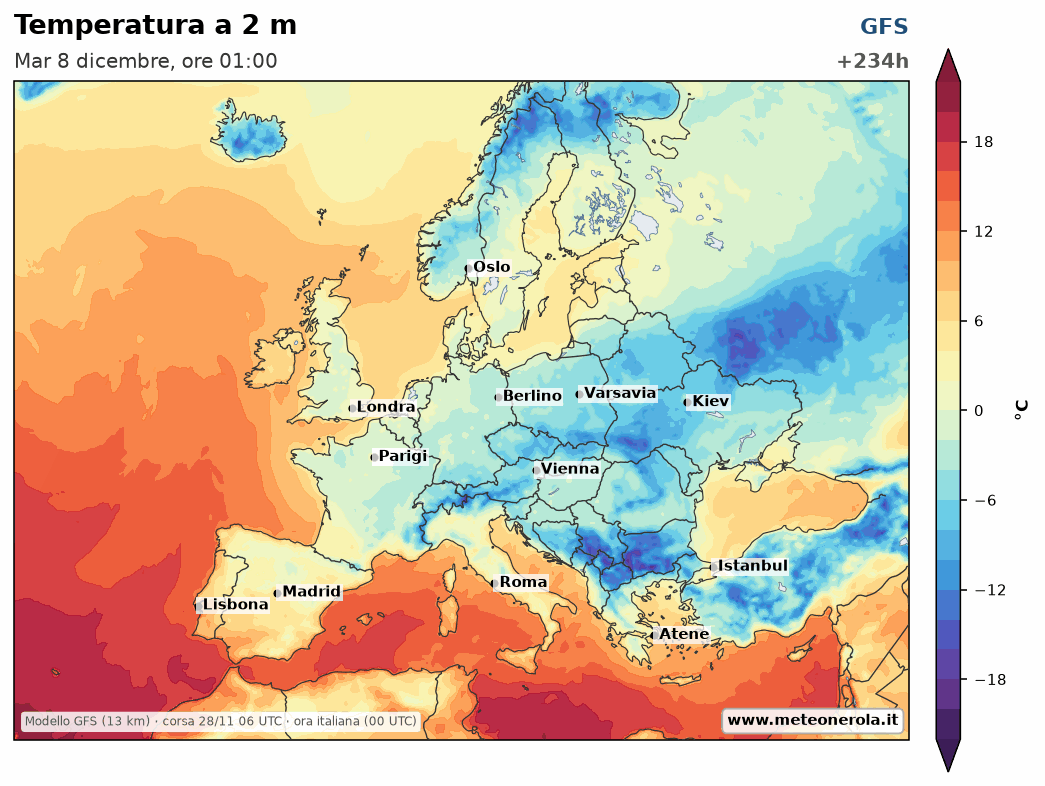 Temperatura a 2 m
GFS
Mar 8 dicembre, ore 01:00
+234h
18
12
6
0
−6
−12
−18
°C
Oslo
Londra
Berlino
Varsavia
Kiev
Parigi
Vienna
Istanbul
Roma
Madrid
Lisbona
Atene
Modello GFS (13 km) · corsa 28/11 06 UTC · ora italiana (00 UTC)
www.meteonerola.it